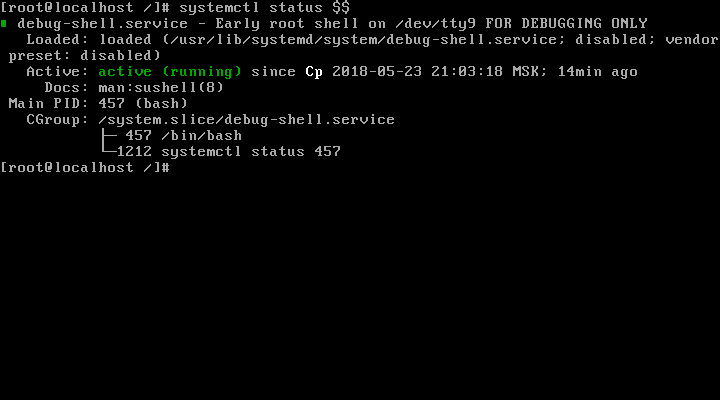 [root@localhost /]# systemctl status $$
debug-shell.service - Early root shell on /dev/tty9 FOR DEBUGGING ONLY
Loaded: loaded (/usr/lib/systemd/system/debug-shell.service; disabled; vendor
preset: disabled)
Active: active (running) since Ср 2018-05-23 21:03:18 MSK; 14min ago
Docs: man:sushell(8)
Main PID: 457 (bash)
CGroup: /system.slice/debug-shell.service
├─ 457 /bin/bash
└─1212 systemctl status 457
[root@localhost /]#